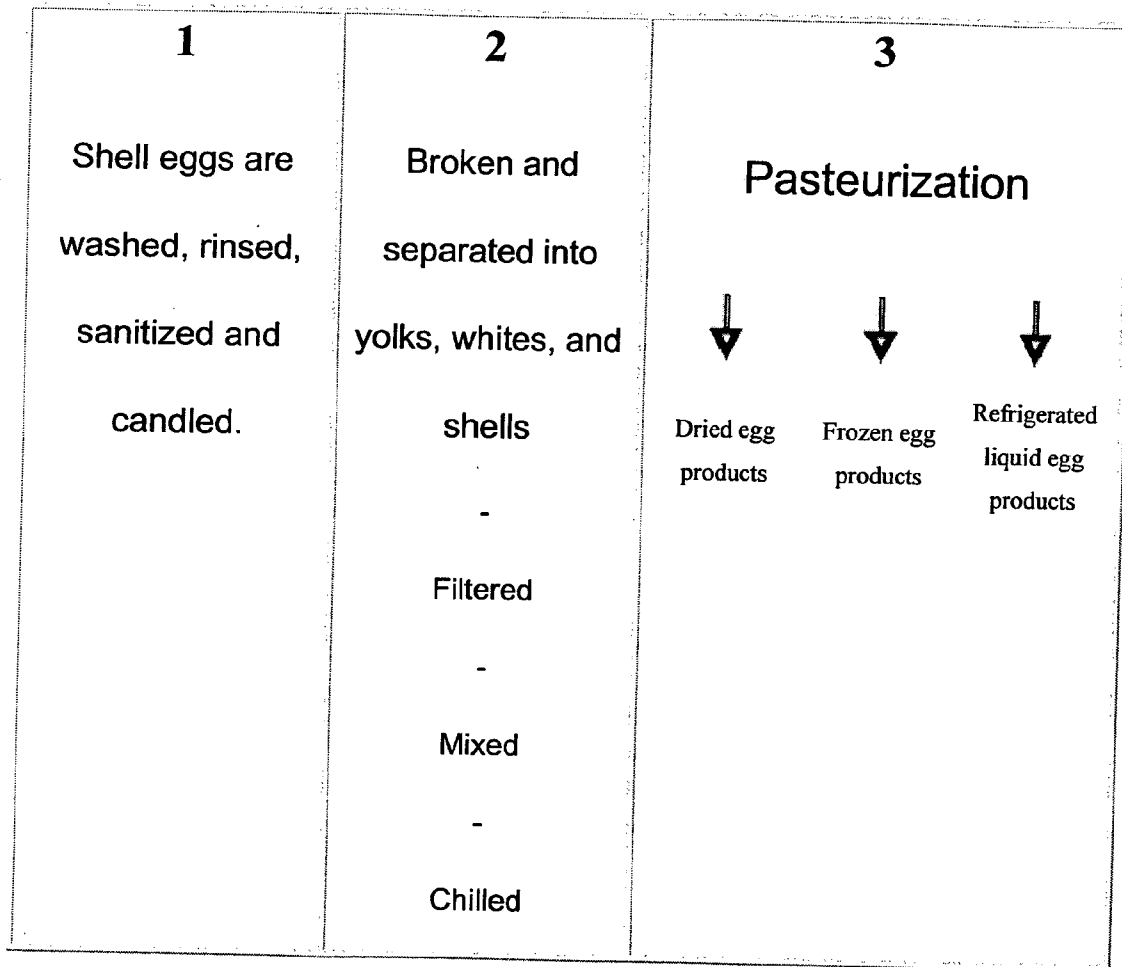 1
Shell eggs are
washed, rinsed,
sanitized and
candled.
2
Broken and
separated into
yolks, whites, and
shells
-
Filtered
-
Mixed
-
Chilled
3
Pasteurization
Dried egg
products
Frozen egg
products
Refrigerated
liquid egg
products